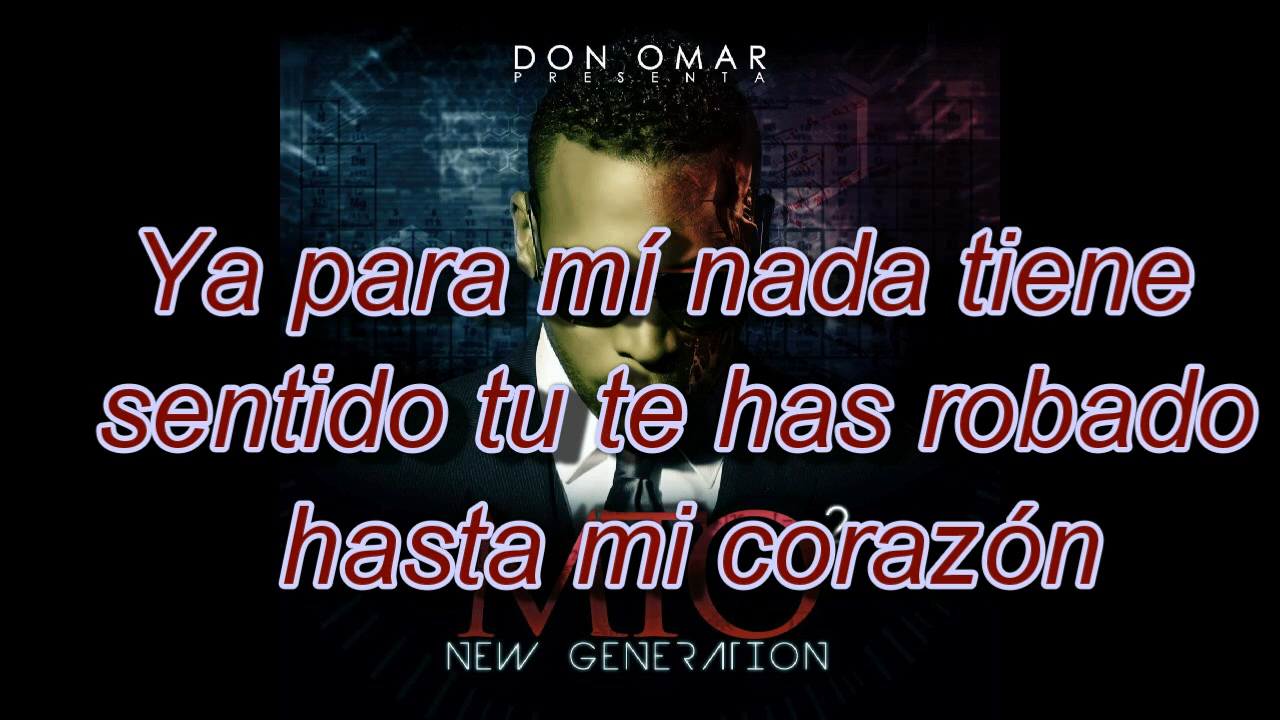 DON OMAR
PRESENTA
Ya para mí nada tiene
sentido tu te has robado
hasta mi corazón
MTO 2
NEW GENERATION